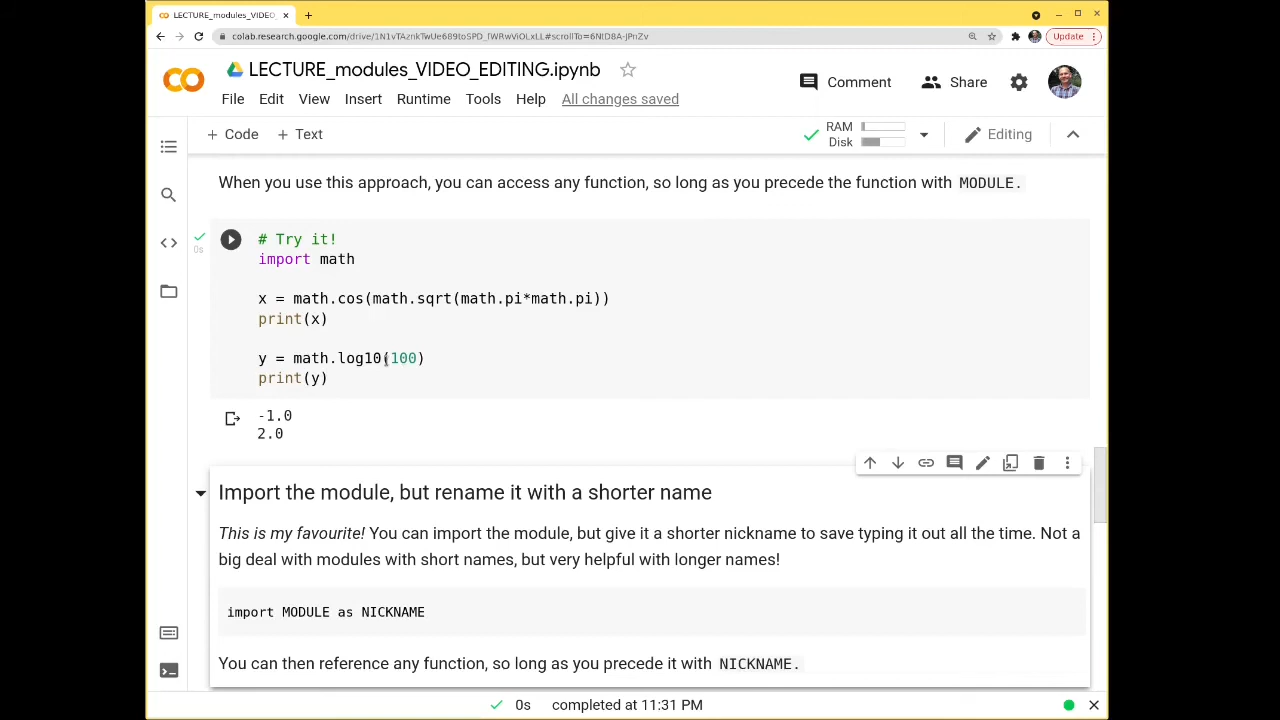 LECTURE_modules_VIDEO_
colab.research.google.com/drive/
Update
LECTURE_modules_VIDEO_EDITING.ipynb
Comment
Share
File Edit View Insert Runtime Tools Help All changes saved
+ Code + Text
RAM
Disk
Editing
When you use this approach, you can access any function, so long as you precede the function with MODULE.
0s
# Try it!
import math
x = math.cos(math.sqrt(math.pi*math.pi))
print(x)
y = math.log10(100)
print(y)
-1.0
2.0
Import the module, but rename it with a shorter name
This is my favourite! You can import the module, but give it a shorter nickname to save typing it out all the time. Not a
big deal with modules with short names, but very helpful with longer names!
import MODULE as NICKNAME
You can then reference any function, so long as you precede it with NICKNAME.
0s completed at 11:31 PM